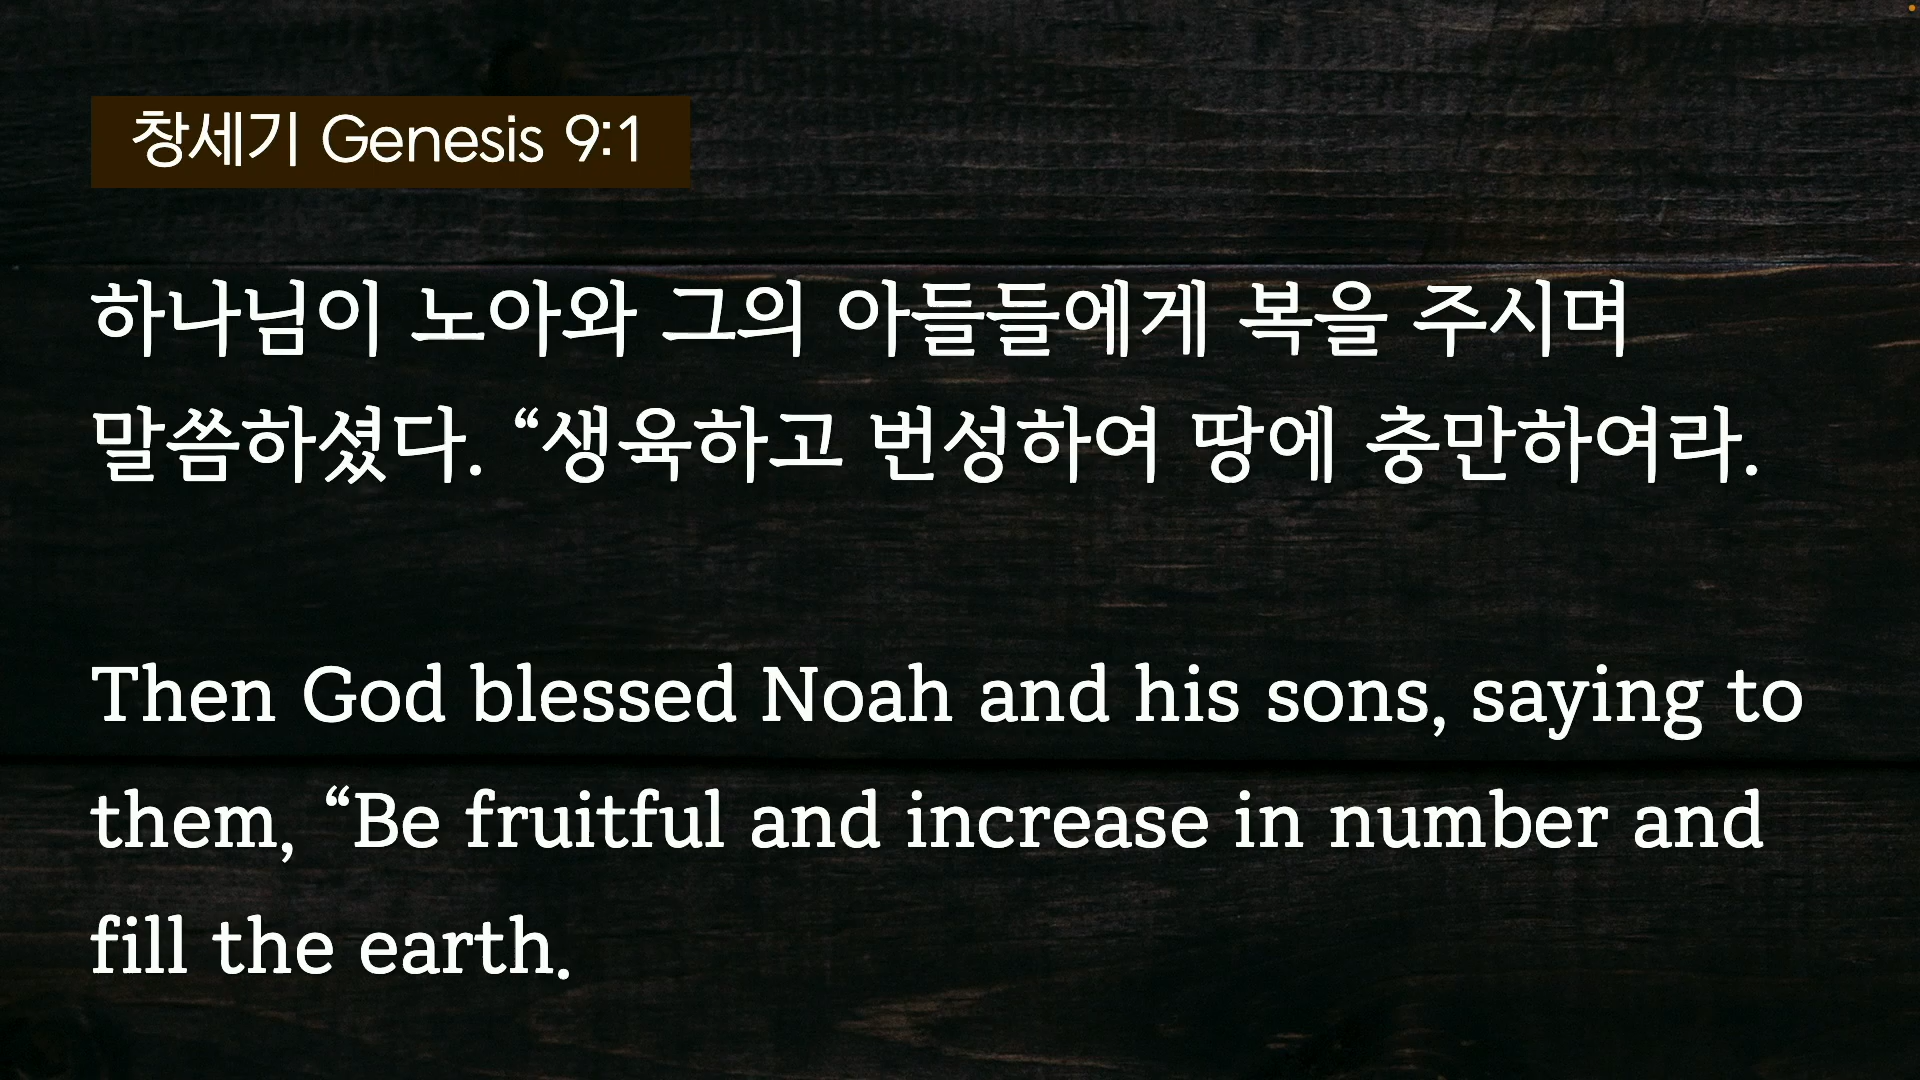 창세기 Genesis 9:1
하나님이 노아와 그의 아들들에게 복을 주시며
말씀하셨다. “생육하고 번성하여 땅에 충만하여라.
Then God blessed Noah and his sons, saying to
them, “Be fruitful and increase in number and
fill the earth.